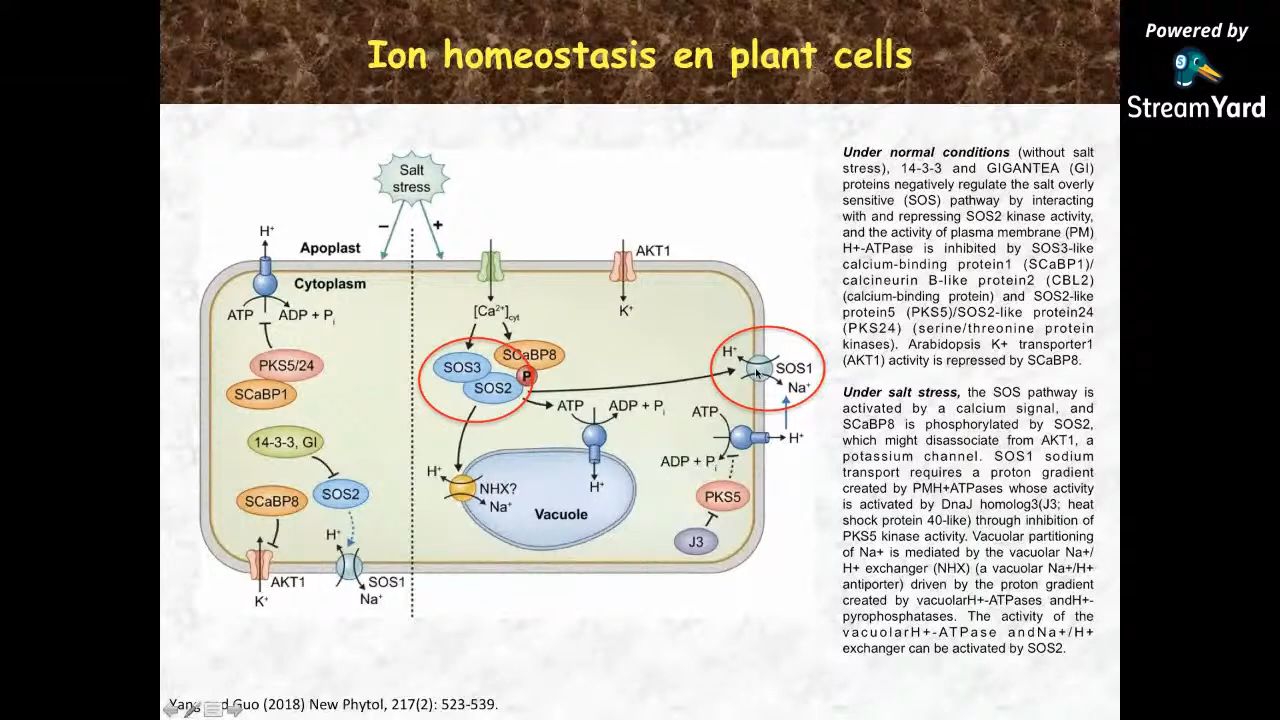 Ion homeostasis en plant cells
Powered by
StreamYard
Salt
stress
−
+
H⁺
Apoplast
AKT1
Cytoplasm
ATP
ADP + Pᵢ
[Ca²⁺]cyt
K⁺
PKS5/24
SCaBP1
SOS3
SCaBP8
P
SOS2
H⁺
SOS1
Na⁺
ATP
ADP + Pᵢ
ATP
H⁺
ADP + Pᵢ
14-3-3, GI
SCaBP8
SOS2
H⁺
NHX?
Na⁺
H⁺
Vacuole
PKS5
J3
H⁺
AKT1
SOS1
K⁺
Na⁺
Under normal conditions (without salt
stress), 14-3-3 and GIGANTEA (GI)
proteins negatively regulate the salt overly
sensitive (SOS) pathway by interacting
with and repressing SOS2 kinase activity,
and the activity of plasma membrane (PM)
H+-ATPase is inhibited by SOS3-like
calcium-binding protein1 (SCaBP1)/
calcineurin B-like protein2 (CBL2)
(calcium-binding protein) and SOS2-like
protein5 (PKS5)/SOS2-like protein24
(PKS24) (serine/threonine protein
kinases). Arabidopsis K+ transporter1
(AKT1) activity is repressed by SCaBP8.
Under salt stress, the SOS pathway is
activated by a calcium signal, and
SCaBP8 is phosphorylated by SOS2,
which might disassociate from AKT1, a
potassium channel. SOS1 sodium
transport requires a proton gradient
created by PMH+ATPases whose activity
is activated by DnaJ homolog3(J3; heat
shock protein 40-like) through inhibition of
PKS5 kinase activity. Vacuolar partitioning
of Na+ is mediated by the vacuolar Na+/
H+ exchanger (NHX) (a vacuolar Na+/H+
antiporter) driven by the proton gradient
created by vacuolarH+-ATPases andH+-
pyrophosphatases. The activity of the
vacuolarH+-ATPase andNa+/H+
exchanger can be activated by SOS2.
Guo (2018) New Phytol, 217(2): 523-539.